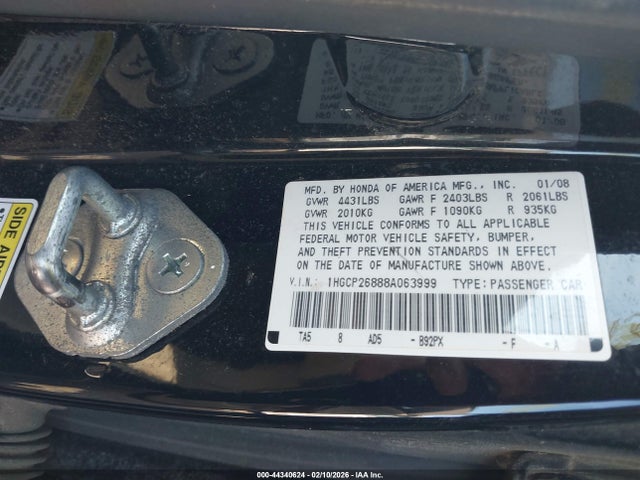 MFD. BY HONDA OF AMERICA MFG., INC. 01/08
GVWR 4431LBS GAWR F 2403LBS R 2061LBS
GVWR 2010KG GAWR F 1090KG R 935KG
THIS VEHICLE CONFORMS TO ALL APPLICABLE
FEDERAL MOTOR VEHICLE SAFETY, BUMPER,
AND THEFT PREVENTION STANDARDS IN EFFECT
ON THE DATE OF MANUFACTURE SHOWN ABOVE.
V.I.N.: 1HGCP26888A063999 TYPE: PASSENGER CAR
TA5 8 AD5 - B92PX - F - A
SIDE AIR
000-44340624 - 02/10/2026 - IAA Inc.